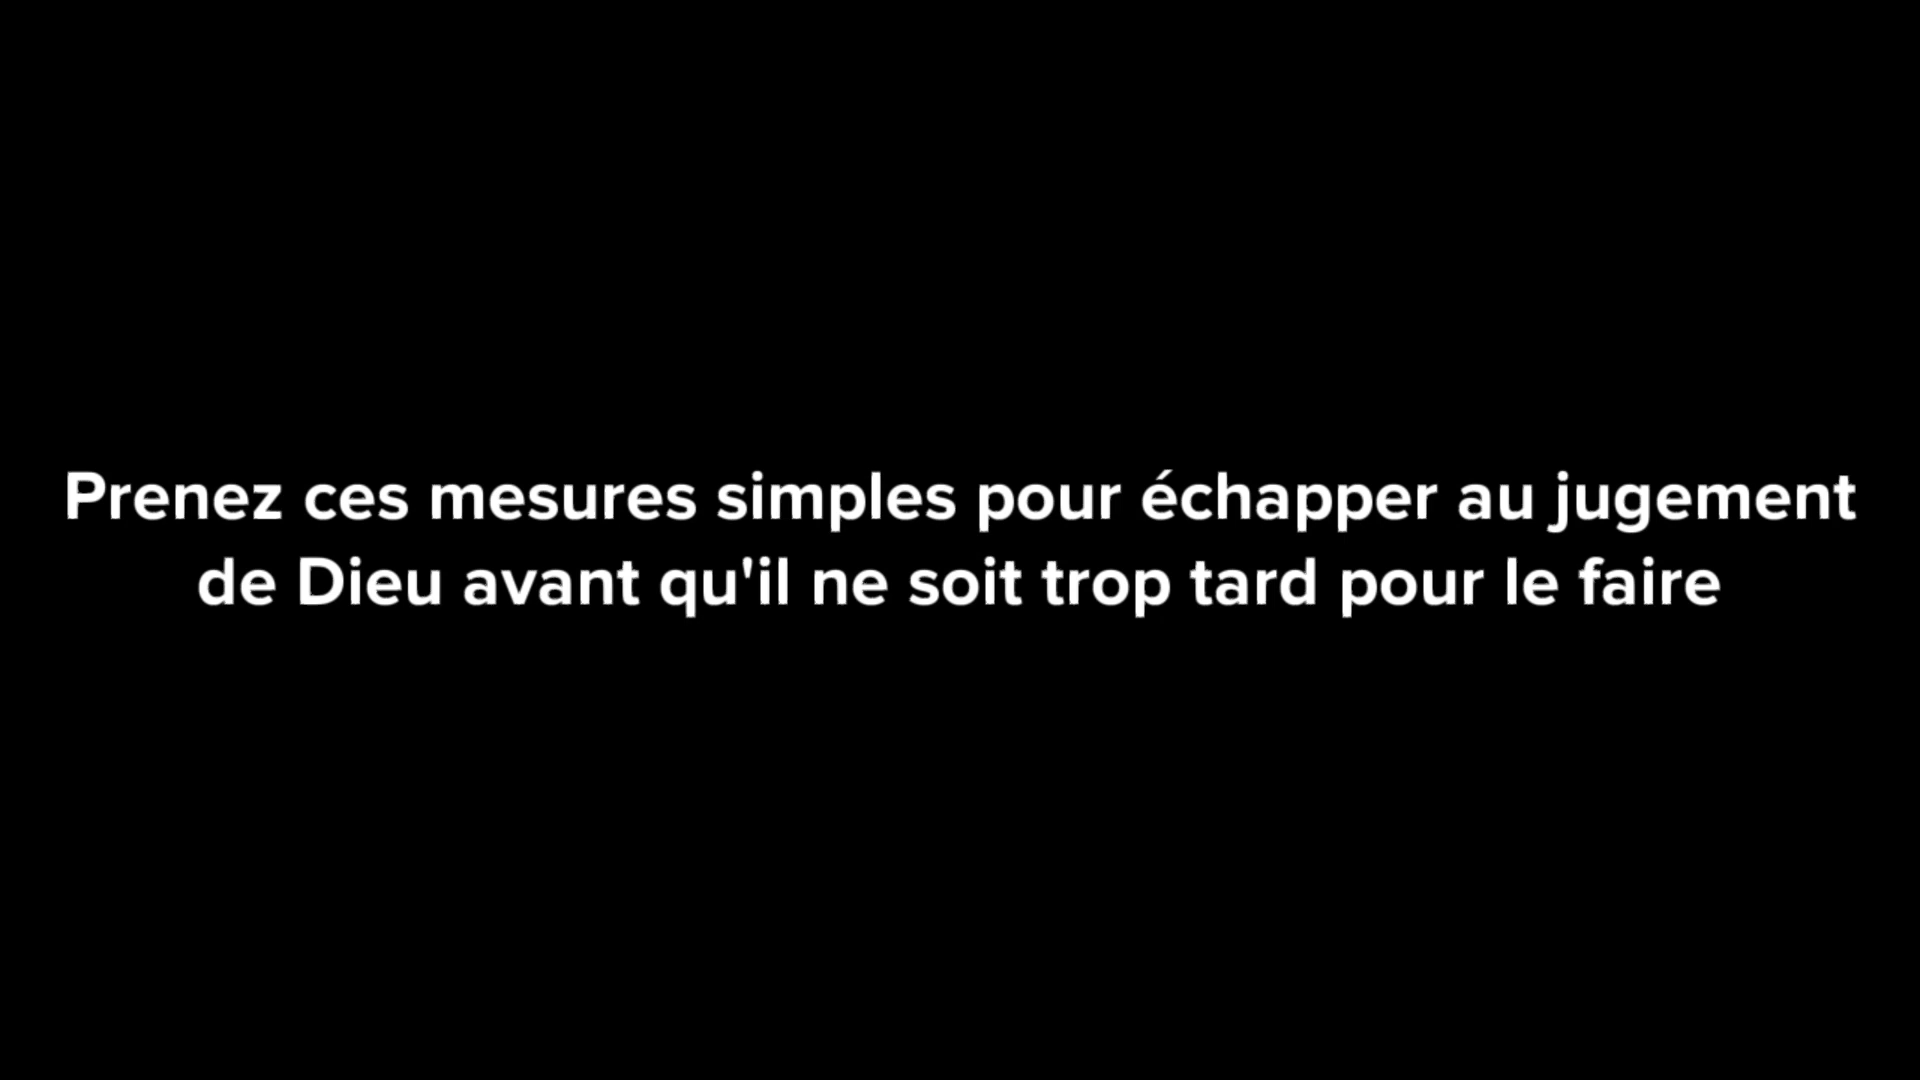 Prenez ces mesures simples pour échapper au jugement
de Dieu avant qu'il ne soit trop tard pour le faire